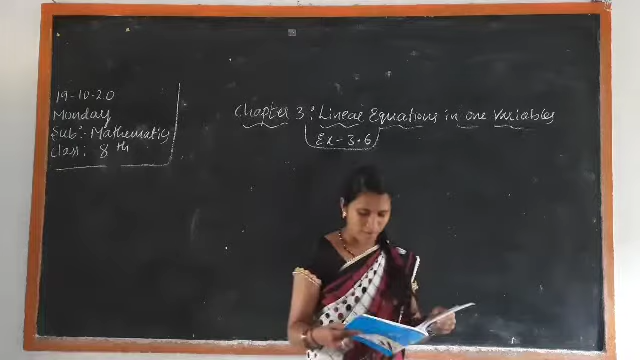 19-10-20
Monday
Sub: Mathematics
Class: 8th
Chapter 3: Linear Equations in one Variables
Ex-3.6